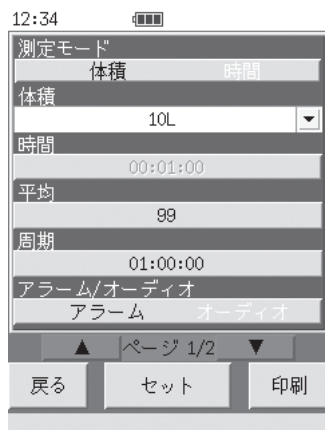 12:34
測定モード
体積 時間
体積
10L
時間
00:01:00
平均
99
周期
01:00:00
アラーム/オーディオ
アラーム オーディオ
▲ ページ 1/2 ▼
戻る セット 印刷